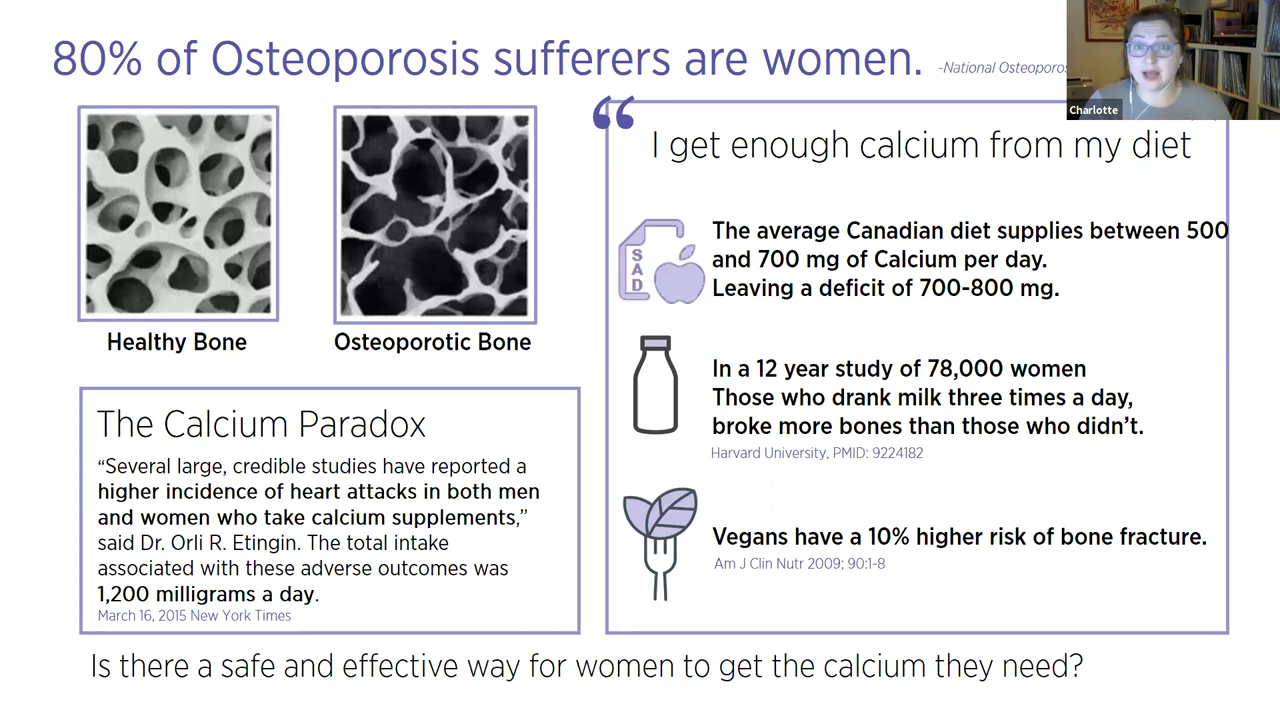 80% of Osteoporosis sufferers are women.
-National
Charlotte
Healthy Bone
Osteoporotic Bone
The Calcium Paradox
“Several large, credible studies have reported a
higher incidence of heart attacks in both men
and women who take calcium supplements,”
said Dr. Orli R. Etingin. The total intake
associated with these adverse outcomes was
1,200 milligrams a day.
March 16, 2015 New York Times
“
I get enough calcium from my diet
SAD
The average Canadian diet supplies between 500
and 700 mg of Calcium per day.
Leaving a deficit of 700-800 mg.
In a 12 year study of 78,000 women
Those who drank milk three times a day,
broke more bones than those who didn’t.
Harvard University, PMID: 9224182
Vegans have a 10% higher risk of bone fracture.
Am J Clin Nutr 2009; 90:1-8
Is there a safe and effective way for women to get the calcium they need?